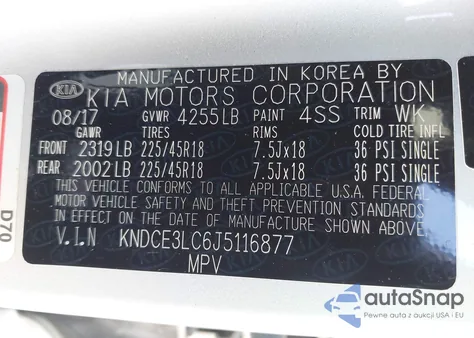 MANUFACTURED IN KOREA BY
KIA KIA MOTORS CORPORATION
08/17 GVWR 4255LB PAINT 4SS TRIM WK
GAWR TIRES RIMS COLD TIRE INFL
FRONT 2319LB 225/45R18 7.5Jx18 36 PSI SINGLE
REAR 2002LB 225/45R18 7.5Jx18 36 PSI SINGLE
THIS VEHICLE CONFORMS TO ALL APPLICABLE U.S.A. FEDERAL
MOTOR VEHICLE SAFETY AND THEFT PREVENTION STANDARDS
IN EFFECT ON THE DATE OF MANUFACTURE SHOWN ABOVE
V.I.N KNDCE3LC6J5116877
MPV
D70
autaSnap
Pewne auta z aukcji USA i EU